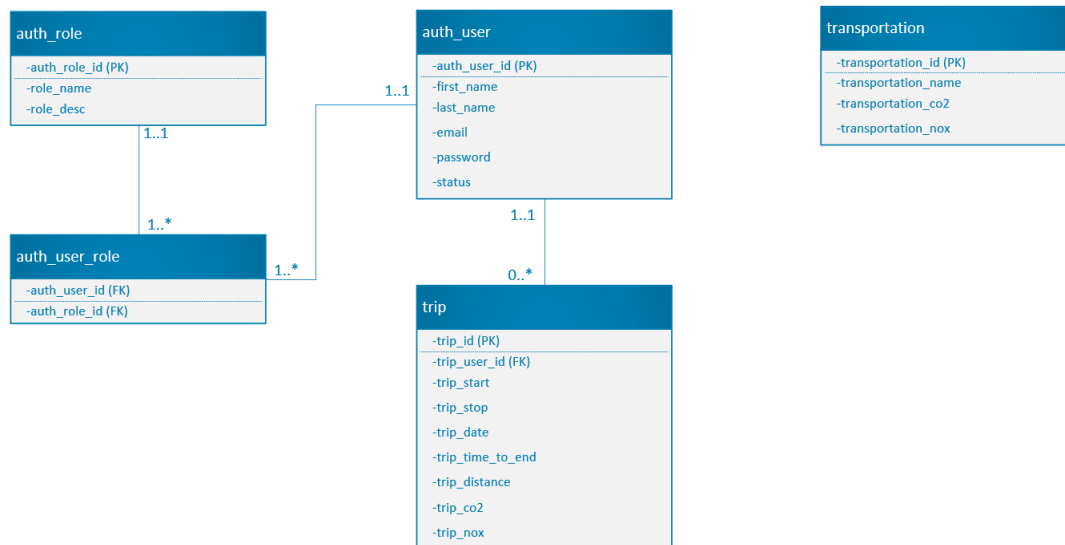 auth_role
-auth_role_id (PK)
-role_name
-role_desc
1..1
1..*
auth_user_role
-auth_user_id (FK)
-auth_role_id (FK)
1..*
1..1
auth_user
-auth_user_id (PK)
-first_name
-last_name
-email
-password
-status
1..1
0..*
trip
-trip_id (PK)
-trip_user_id (FK)
-trip_start
-trip_stop
-trip_date
-trip_time_to_end
-trip_distance
-trip_co2
-trip_nox
transportation
-transportation_id (PK)
-transportation_name
-transportation_co2
-transportation_nox